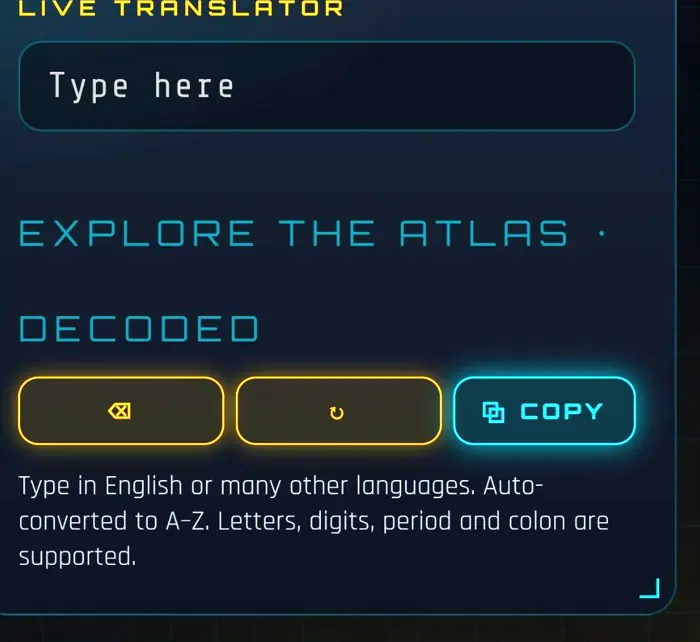 LIVE TRANSLATOR
Type here
EXPLORE THE ATLAS ·
DECODED
COPY
Type in English or many other languages. Auto-
converted to A–Z. Letters, digits, period and colon are
supported.